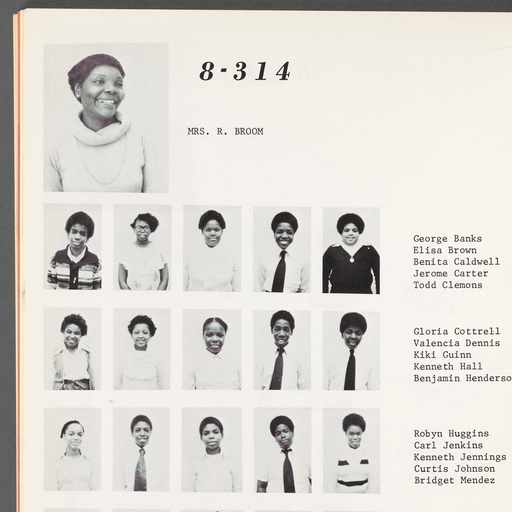 8-314
MRS. R. BROOM
George Banks
Elisa Brown
Benita Caldwell
Jerome Carter
Todd Clemons
Gloria Cottrell
Valencia Dennis
Kiki Guinn
Kenneth Hall
Benjamin Henderso
Robyn Huggins
Carl Jenkins
Kenneth Jennings
Curtis Johnson
Bridget Mendez